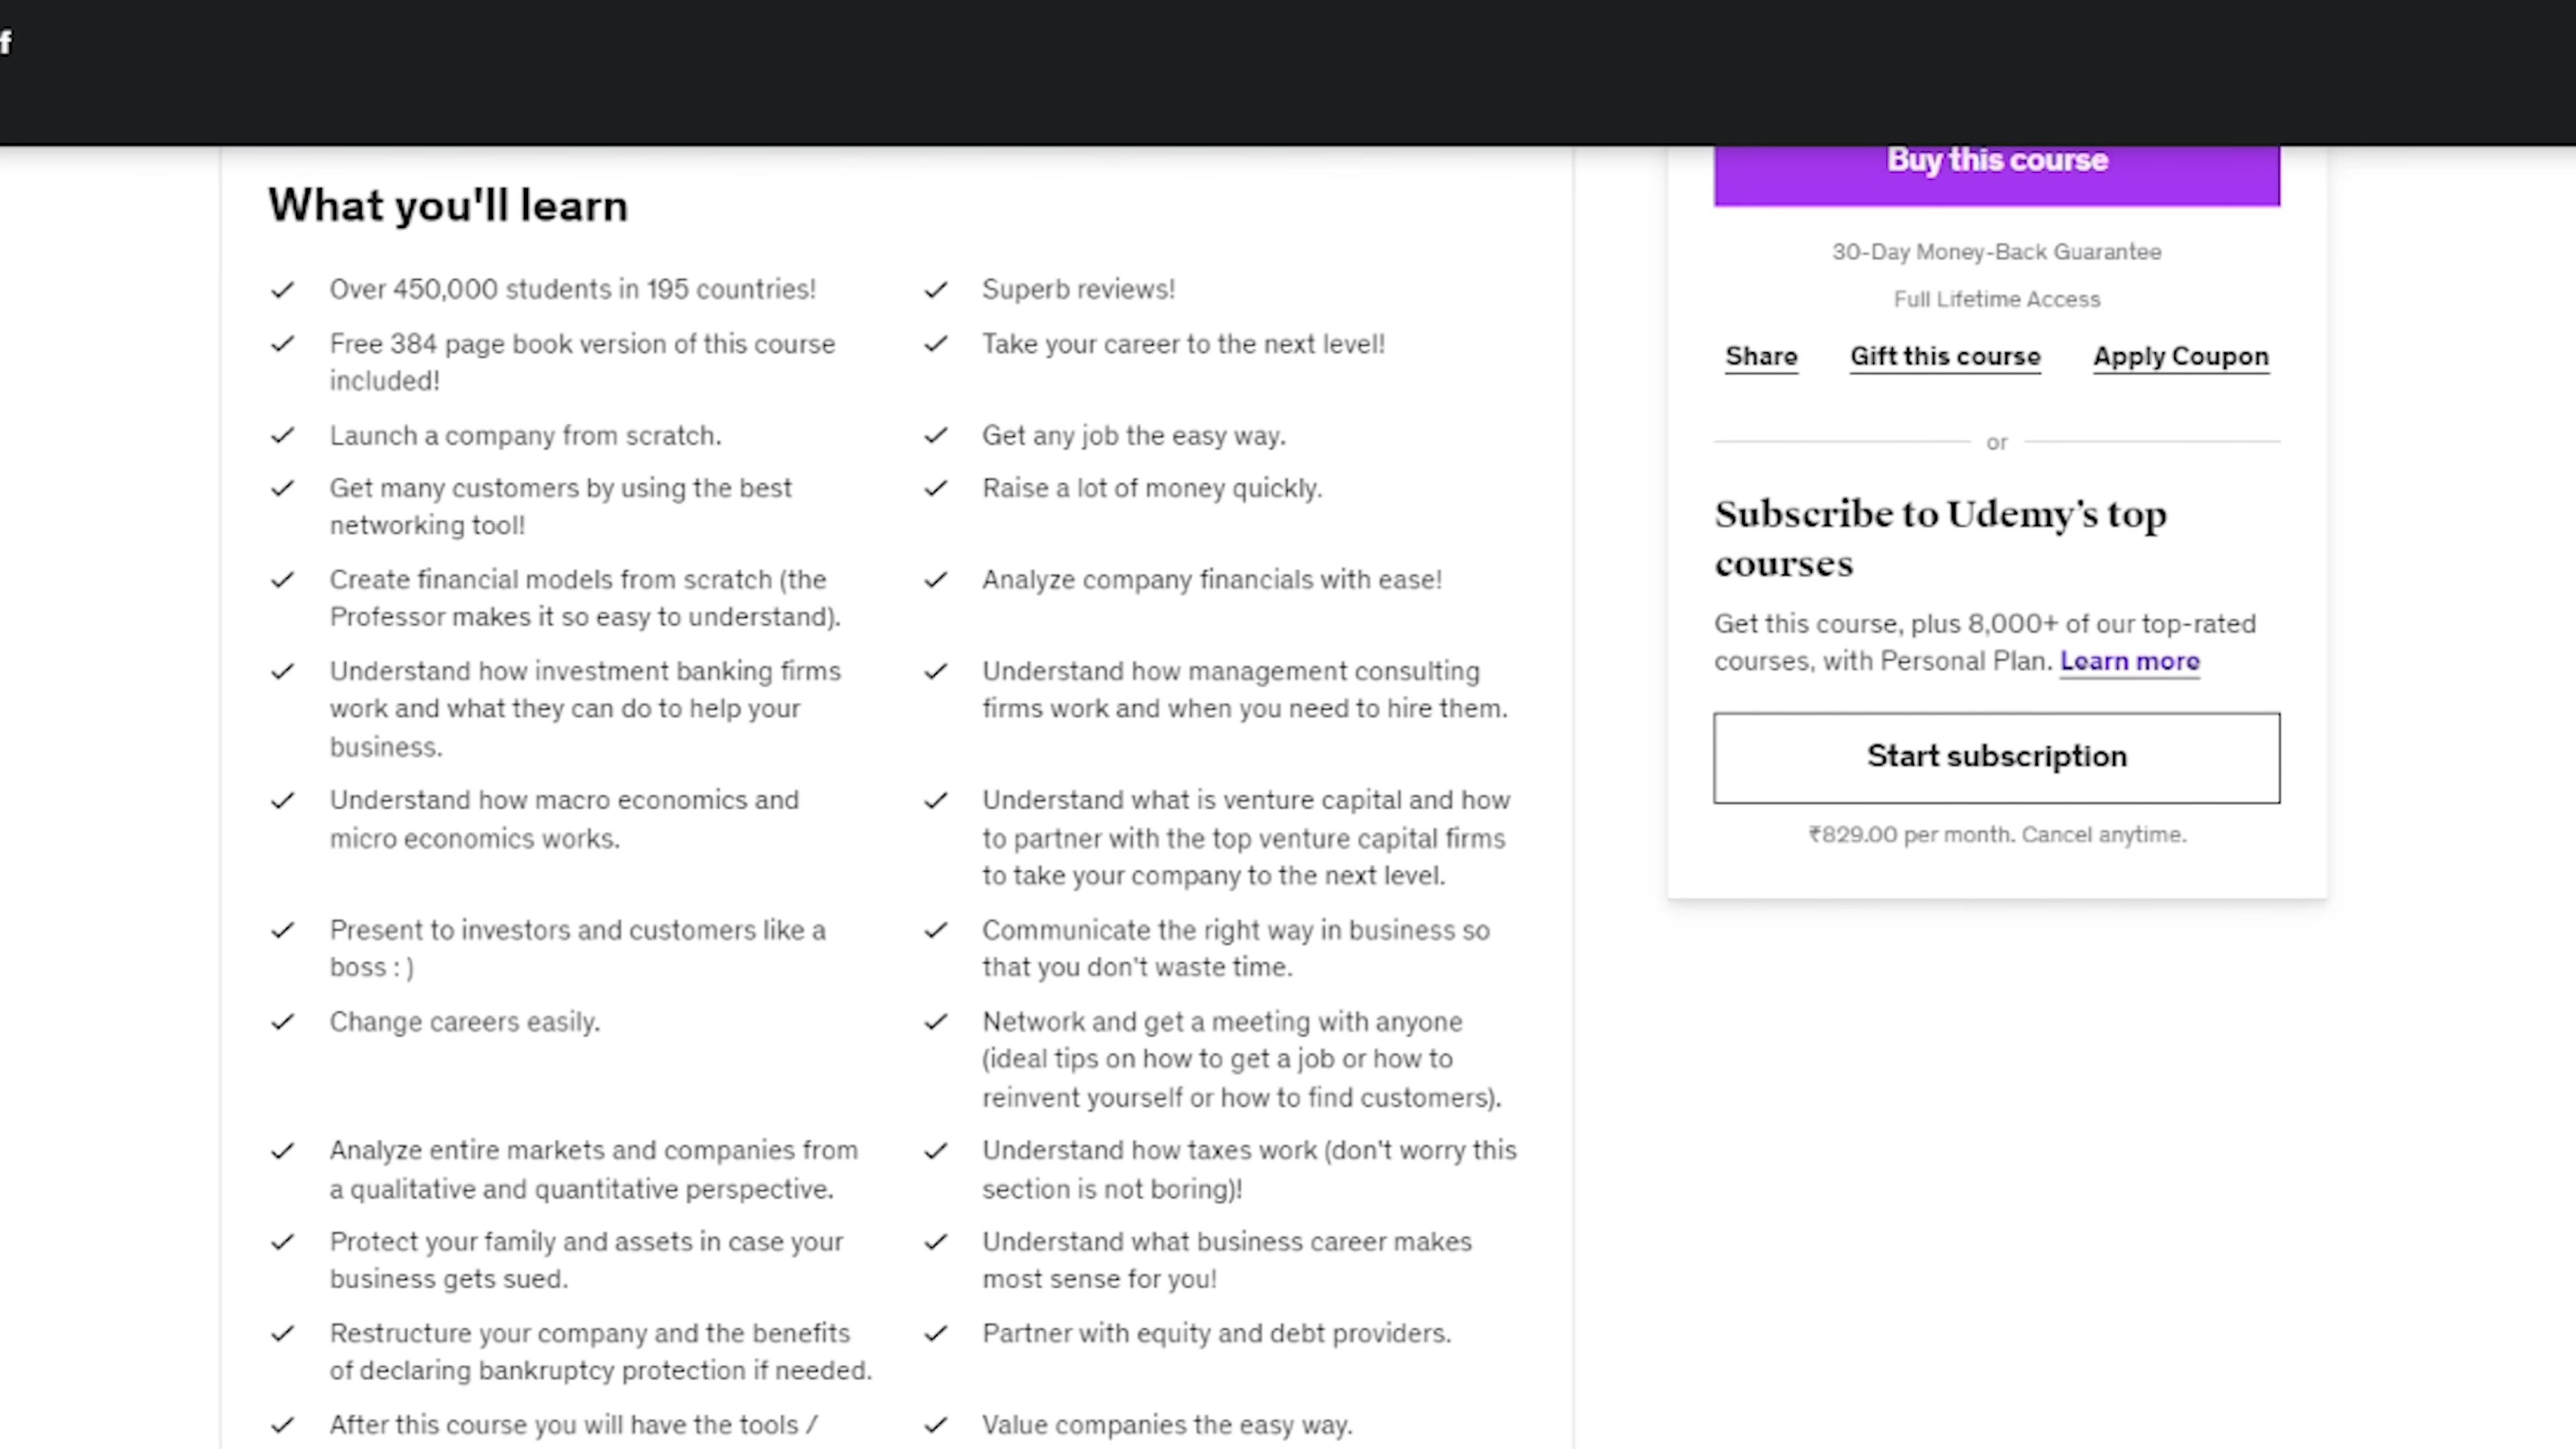 f
What you'll learn
Over 450,000 students in 195 countries!
Superb reviews!
Free 384 page book version of this course
included!
Take your career to the next level!
Launch a company from scratch.
Get any job the easy way.
Get many customers by using the best
networking tool!
Raise a lot of money quickly.
Create financial models from scratch (the
Professor makes it so easy to understand).
Analyze company financials with ease!
Understand how investment banking firms
work and what they can do to help your
business.
Understand how management consulting
firms work and when you need to hire them.
Understand how macro economics and
micro economics works.
Understand what is venture capital and how
to partner with the top venture capital firms
to take your company to the next level.
Present to investors and customers like a
boss : )
Communicate the right way in business so
that you don't waste time.
Change careers easily.
Network and get a meeting with anyone
(ideal tips on how to get a job or how to
reinvent yourself or how to find customers).
Analyze entire markets and companies from
a qualitative and quantitative perspective.
Understand how taxes work (don't worry this
section is not boring)!
Protect your family and assets in case your
business gets sued.
Understand what business career makes
most sense for you!
Restructure your company and the benefits
of declaring bankruptcy protection if needed.
Partner with equity and debt providers.
After this course you will have the tools /
Value companies the easy way.
Buy this course
30-Day Money-Back Guarantee
Full Lifetime Access
Share Gift this course Apply Coupon
or
Subscribe to Udemy’s top
courses
Get this course, plus 8,000+ of our top-rated
courses, with Personal Plan. Learn more
Start subscription
₹829.00 per month. Cancel anytime.